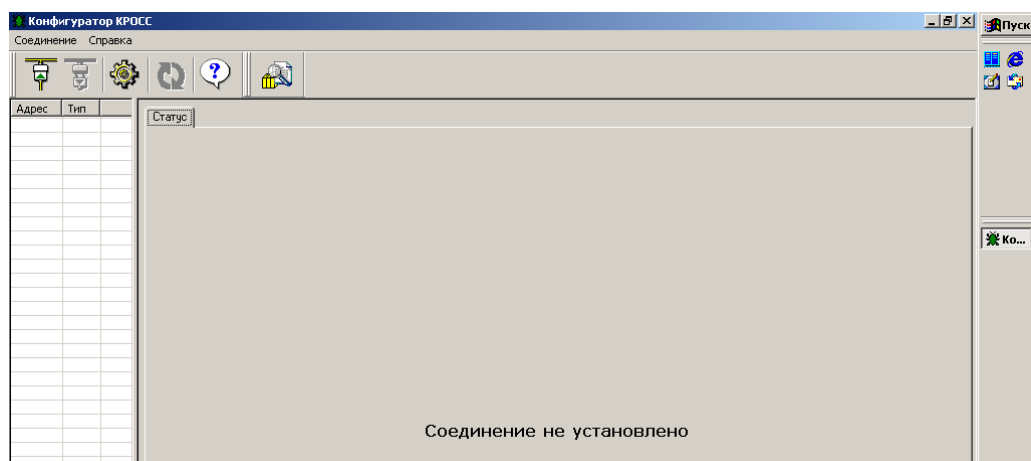 Конфигуратор КРОСС
Соединение Справка
Адрес Тип
Статус
Соединение не установлено
Пуск
Ко...